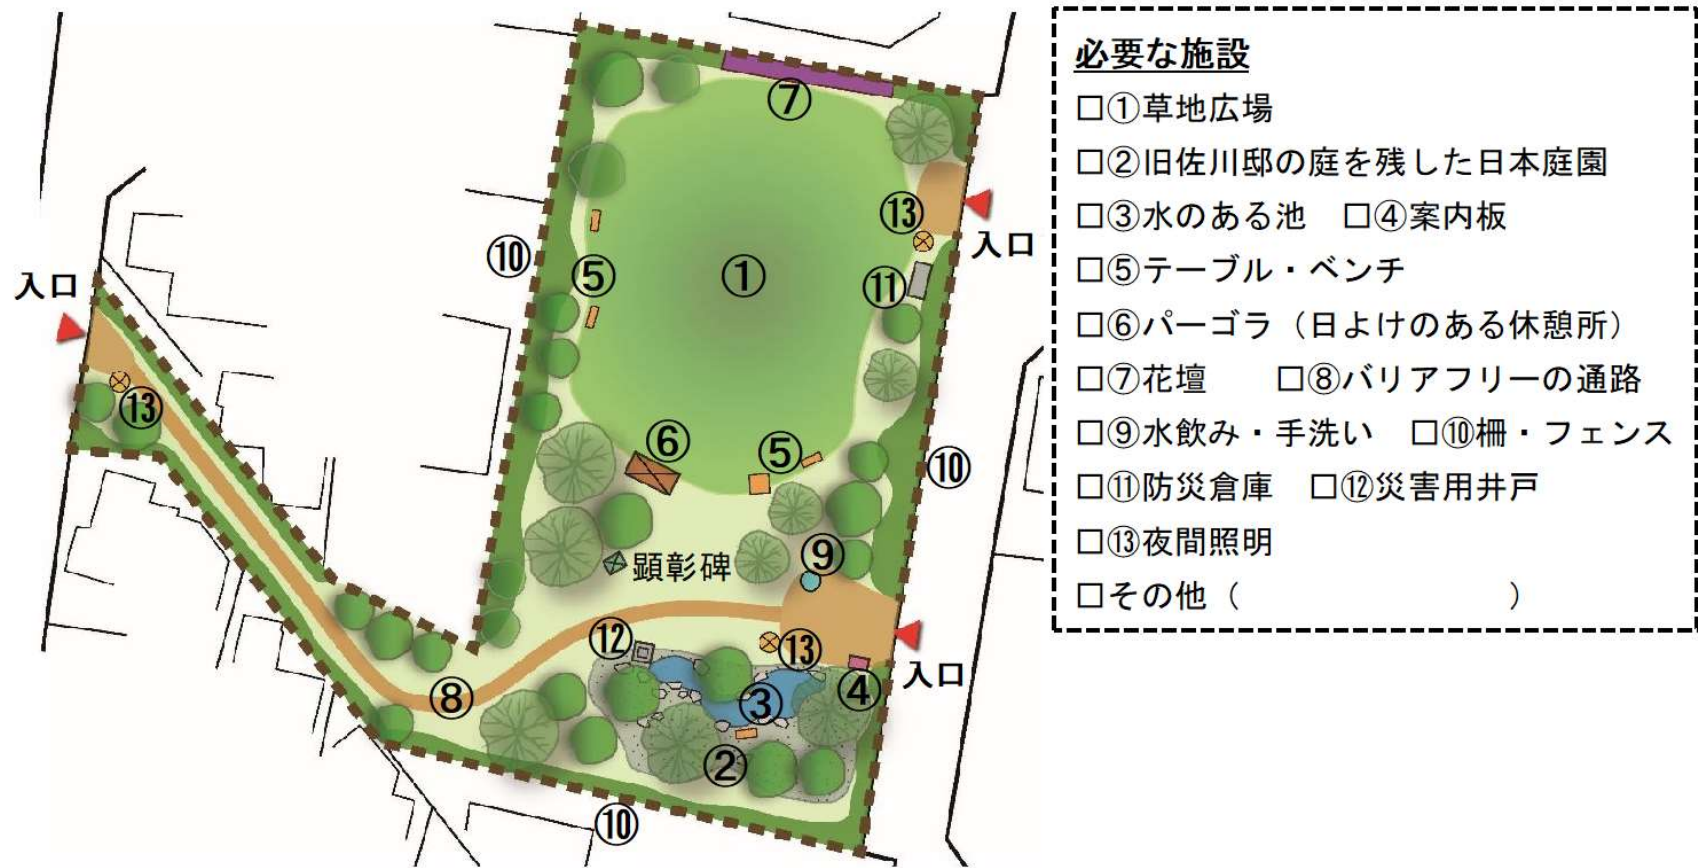 ⑦
⑬
入口
⑩
⑤
①
⑪
入口
⑬
⑥
⑤
⑩
⑨
顕彰碑
⑫
⑬
④
入口
⑧
③
②
⑩
必要な施設
□①草地広場
□②旧佐川邸の庭を残した日本庭園
□③水のある池 □④案内板
□⑤テーブル・ベンチ
□⑥パーゴラ（日よけのある休憩所）
□⑦花壇 □⑧バリアフリーの通路
□⑨水飲み・手洗い □⑩柵・フェンス
□⑪防災倉庫 □⑫災害用井戸
□⑬夜間照明
□その他（ ）